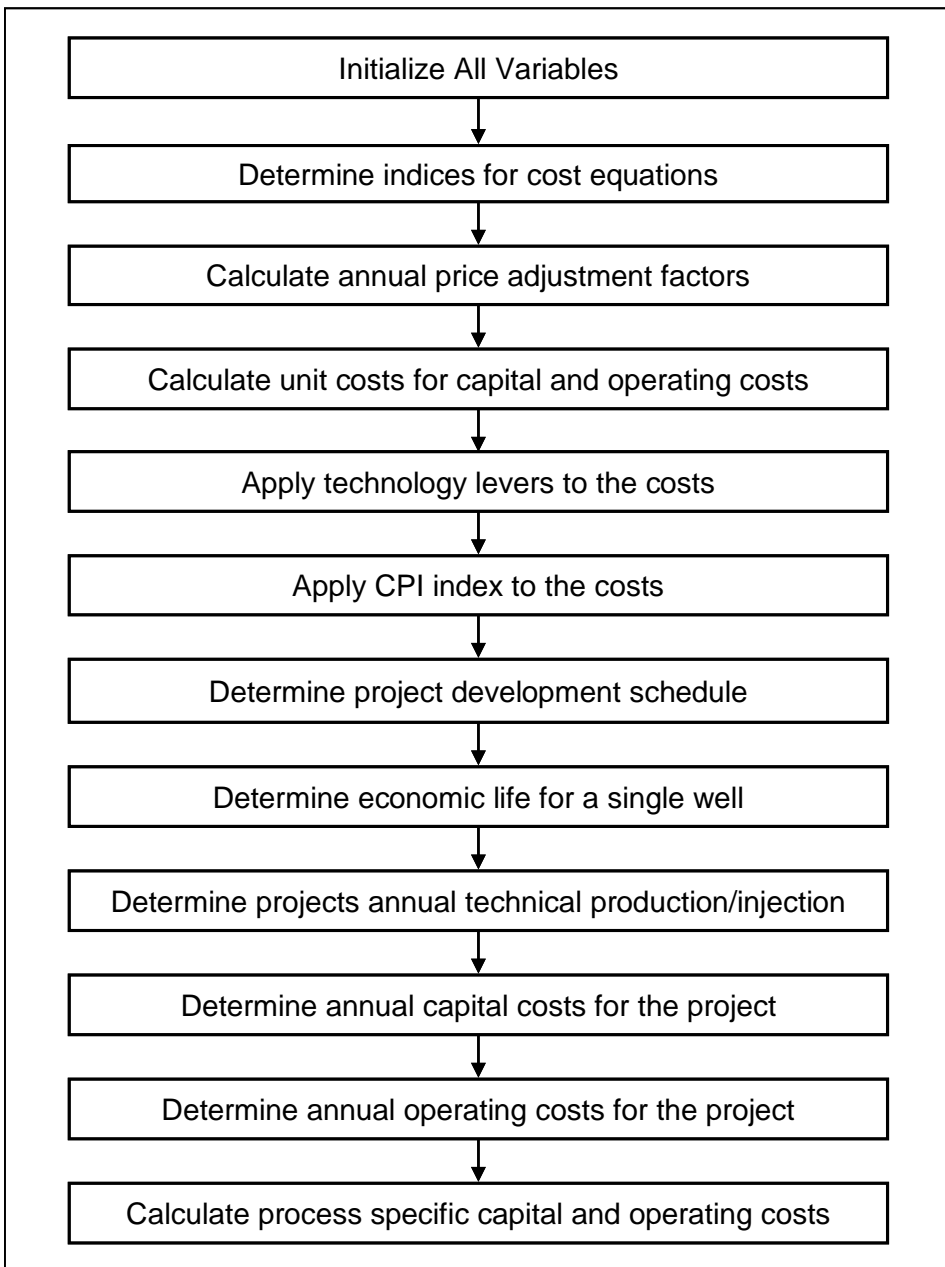 Initialize All Variables
Determine indices for cost equations
Calculate annual price adjustment factors
Calculate unit costs for capital and operating costs
Apply technology levers to the costs
Apply CPI index to the costs
Determine project development schedule
Determine economic life for a single well
Determine projects annual technical production/injection
Determine annual capital costs for the project
Determine annual operating costs for the project
Calculate process specific capital and operating costs